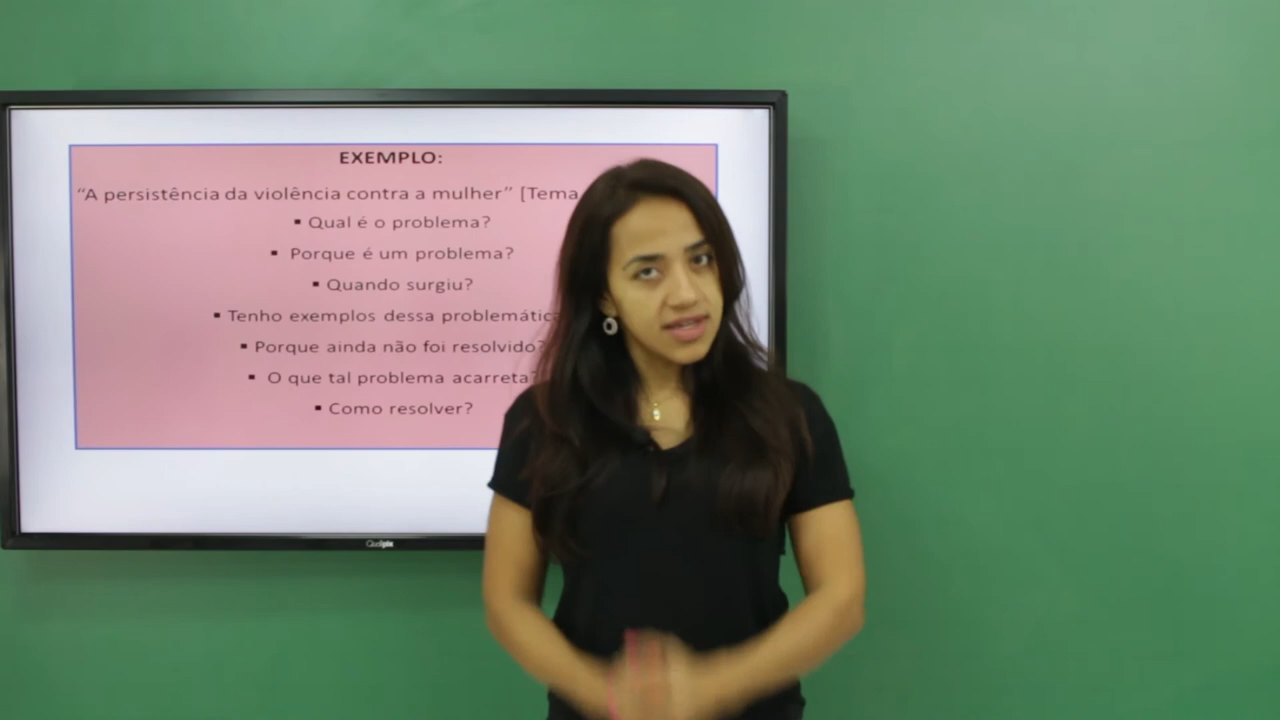 EXEMPLO:
“A persistência da violência contra a mulher” [Tema
▪ Qual é o problema?
▪ Porque é um problema?
▪ Quando surgiu?
▪ Tenho exemplos dessa problemática
▪ Porque ainda não foi resolvido?
▪ O que tal problema acarreta?
▪ Como resolver?